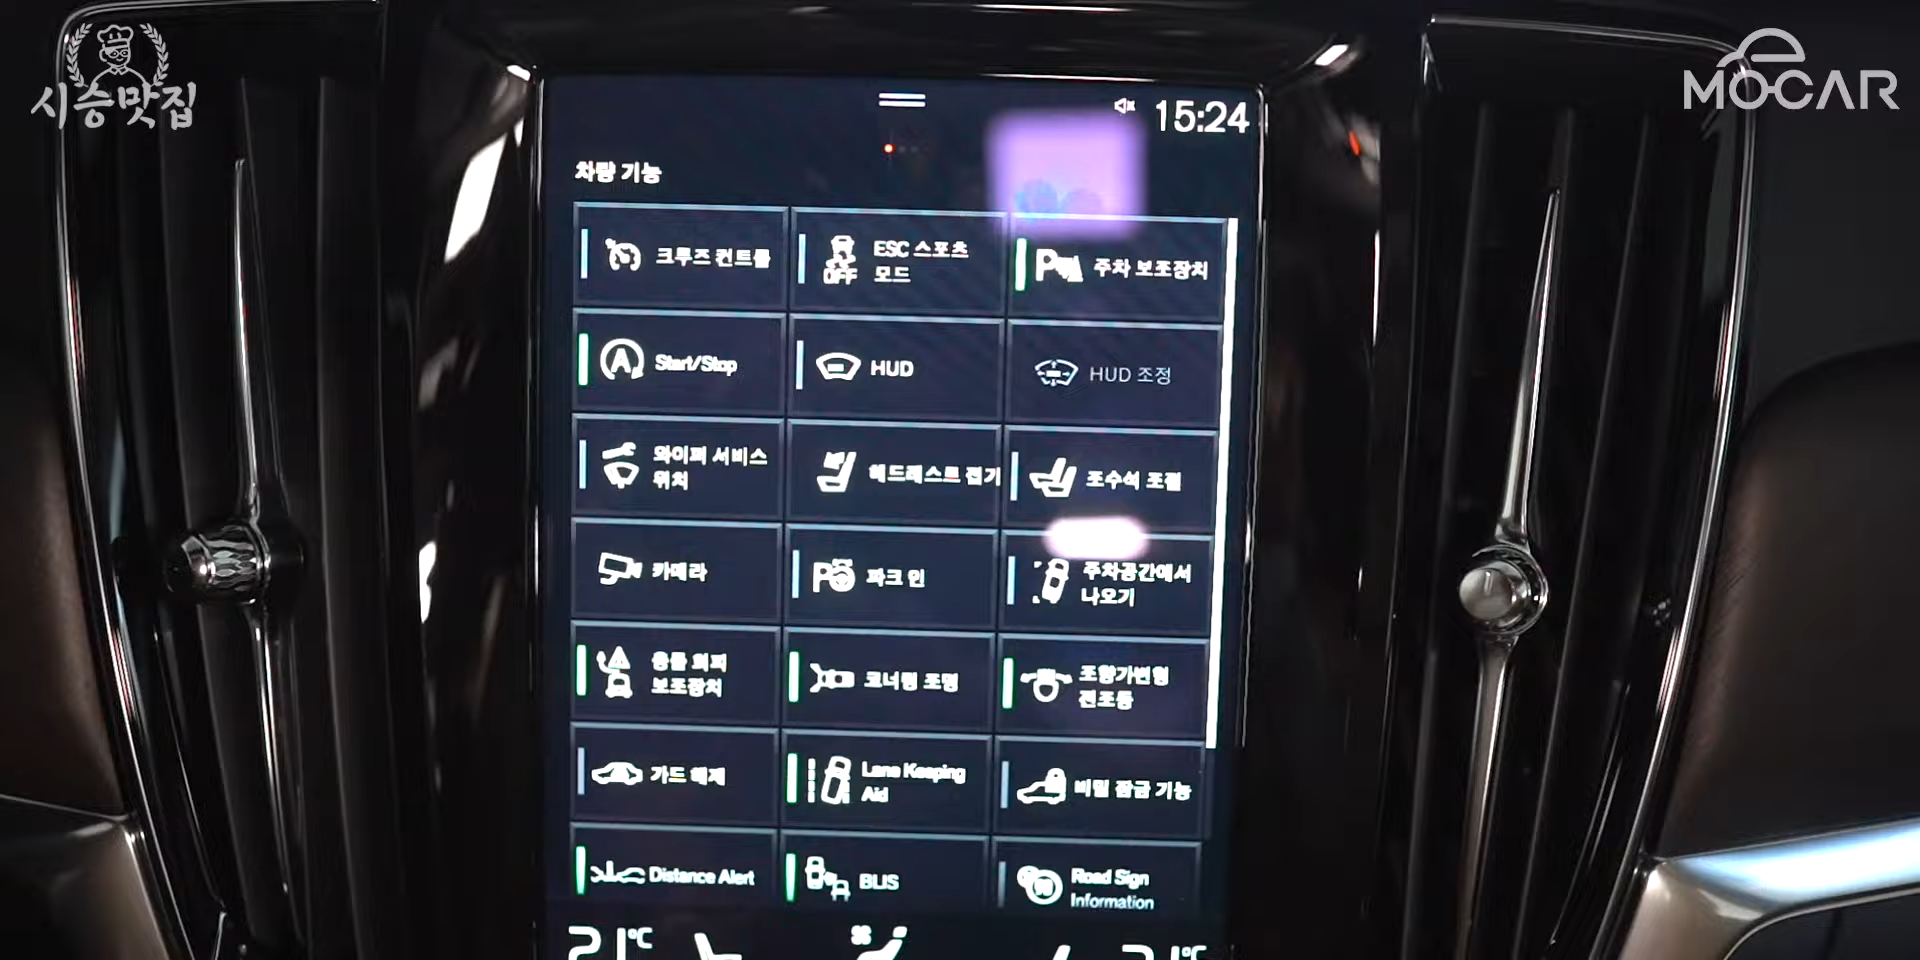 시승맛집
MOCAR
15:24
차량 기능
크루즈 컨트롤
ESC 스포츠
모드
OFF
주차 보조장치
A
Start/Stop
HUD
HUD 조정
와이퍼 서비스
위치
헤드레스트 접기
조수석 조절
카메라
P
파크 인
주차공간에서
나오기
충돌 회피
보조장치
코너링 조명
조향가변형
전조등
가드 해제
Lane Keeping
Aid
비밀 잠금 기능
Distance Alert
BLIS
Road Sign
Information
21°C
21°C